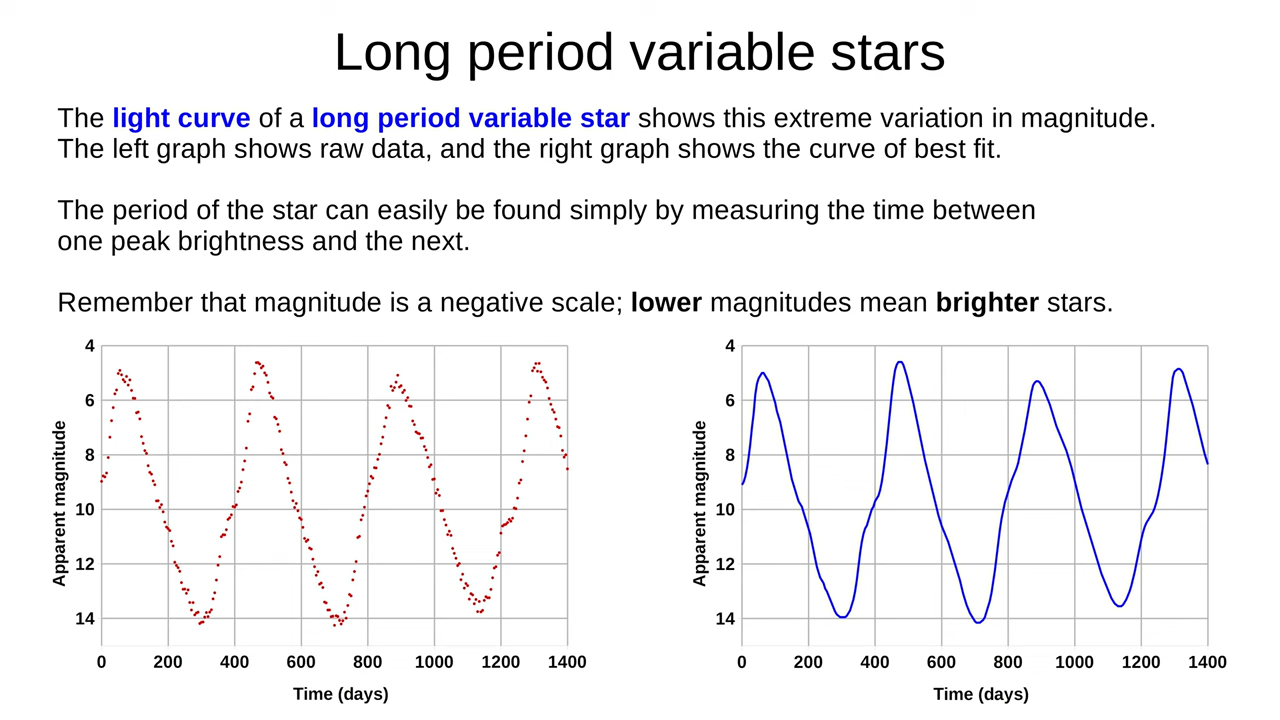 Long period variable stars
The light curve of a long period variable star shows this extreme variation in magnitude.
The left graph shows raw data, and the right graph shows the curve of best fit.
The period of the star can easily be found simply by measuring the time between
one peak brightness and the next.
Remember that magnitude is a negative scale; lower magnitudes mean brighter stars.
4
6
8
10
12
14
Apparent magnitude
0 200 400 600 800 1000 1200 1400
Time (days)
4
6
8
10
12
14
Apparent magnitude
0 200 400 600 800 1000 1200 1400
Time (days)